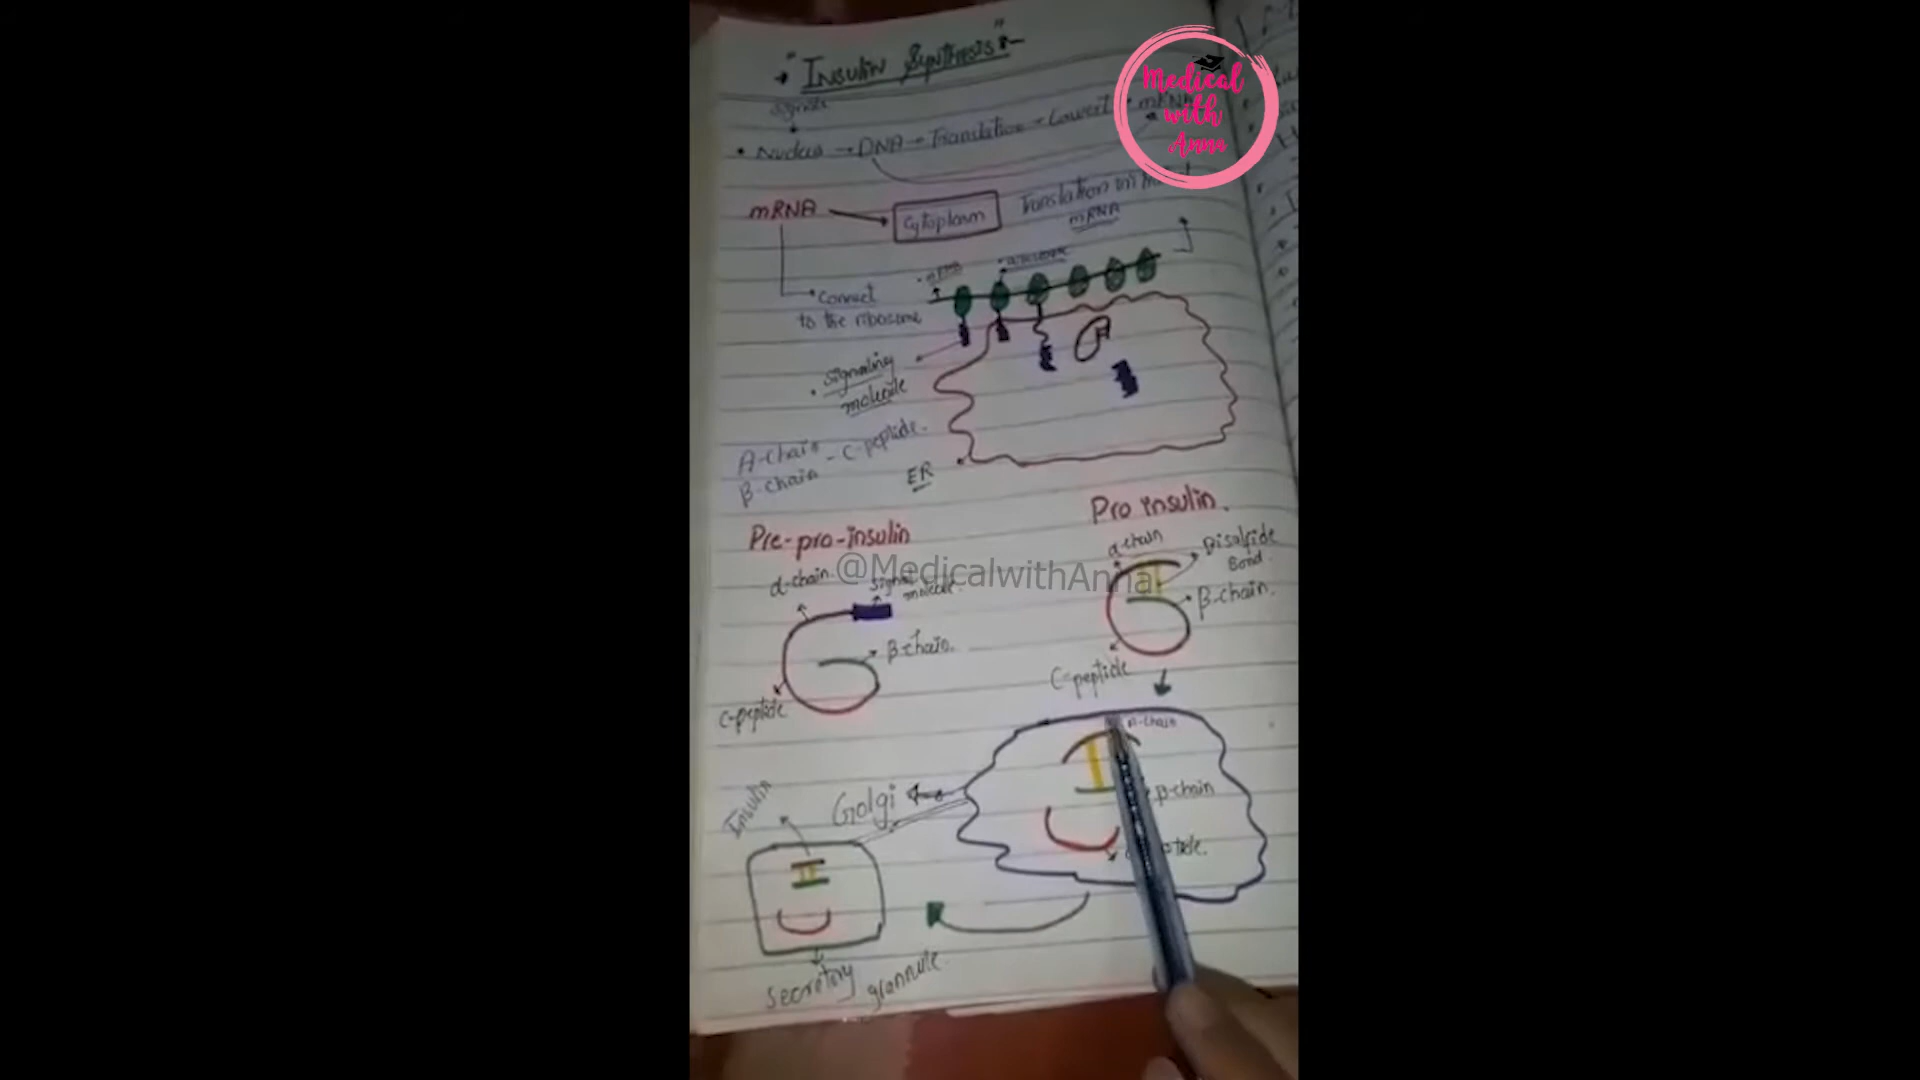 "Insulin Synthesis":-
Medical
with
Anna
signals
• Nucleus → DNA → Translation → Convert • mRNA
mRNA → Cytoplasm Translation in
mRNA
• Connect
to the ribosome
• Signaling
molecule
A-chain
β-chain - C-peptide.
ER
Pre-pro-insulin
Pro insulin.
α-chain
Disulfide
Bond
@MedicalwithAnna
α-chain
signal
molecule.
β-chain.
β-chain.
C-peptide
C-peptide
A-chain
Insulin
Golgi
β-chain
secretory
grannule.